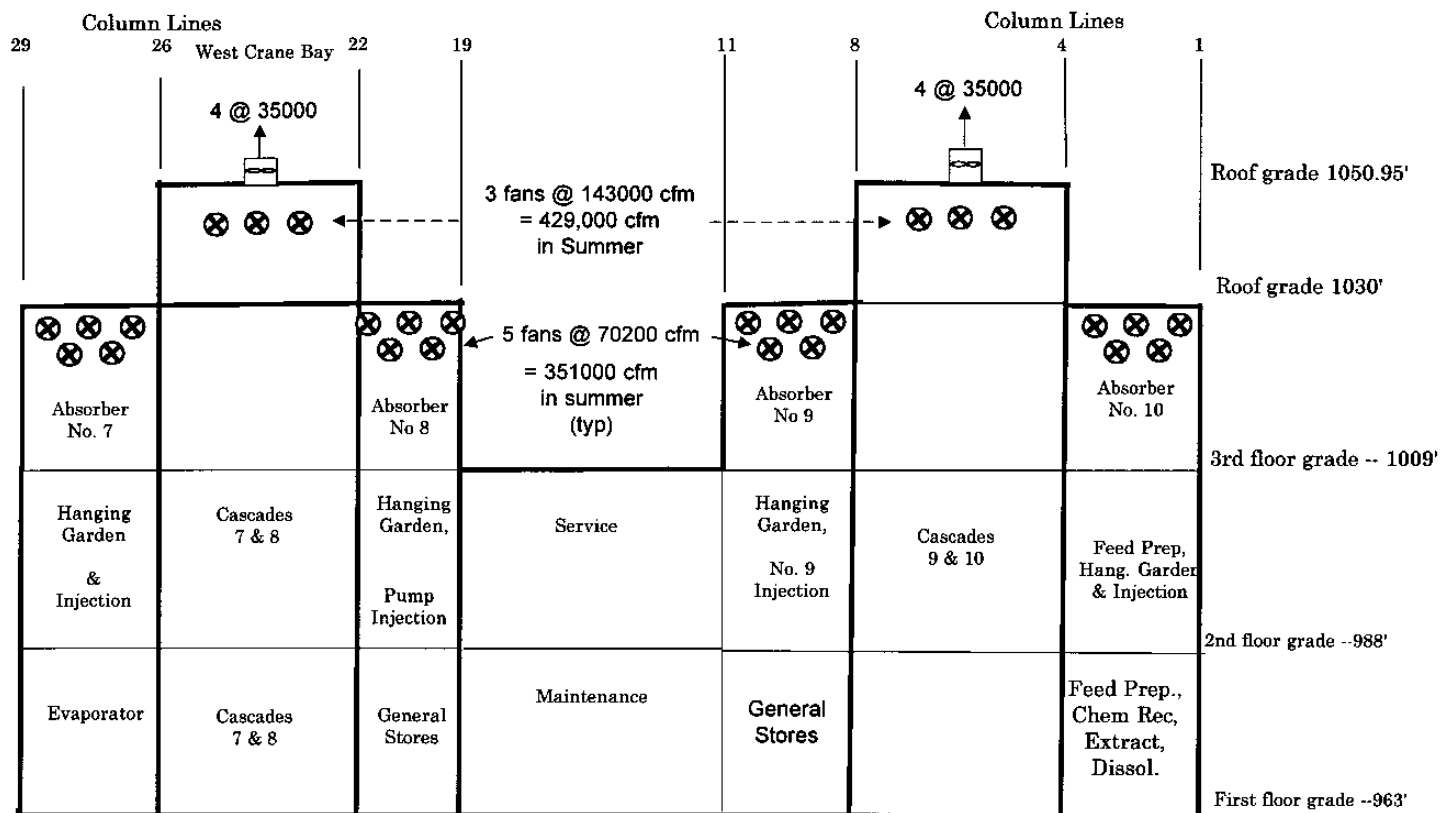 Column Lines
Column Lines
29
26
West Crane Bay
22
19
11
8
4
1
4 @ 35000
4 @ 35000
Roof grade 1050.95'
3 fans @ 143000 cfm
= 429,000 cfm
in Summer
Roof grade 1030'
5 fans @ 70200 cfm
= 351000 cfm
in summer
(typ)
Absorber
No. 7
Absorber
No 8
Absorber
No 9
Absorber
No. 10
3rd floor grade -- 1009'
Hanging
Garden
&
Injection
Cascades
7 & 8
Hanging
Garden,
Pump
Injection
Service
Hanging
Garden,
No. 9
Injection
Cascades
9 & 10
Feed Prep,
Hang. Garden
& Injection
2nd floor grade --988'
Evaporator
Cascades
7 & 8
General
Stores
Maintenance
General
Stores
Feed Prep.,
Chem Rec,
Extract,
Dissol.
First floor grade --963'